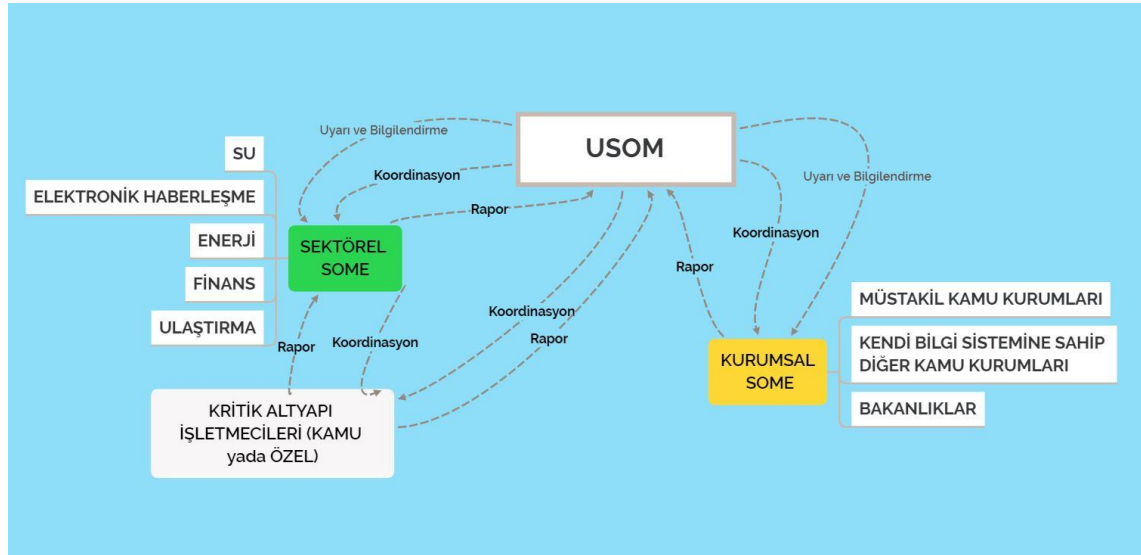 USOM
Uyarı ve Bilgilendirme
Koordinasyon
Rapor
SU
ELEKTRONİK HABERLEŞME
ENERJİ
FİNANS
ULAŞTIRMA
SEKTÖREL
SOME
Rapor
Koordinasyon
KRİTİK ALTYAPI
İŞLETMECİLERİ (KAMU
yada ÖZEL)
Koordinasyon
Rapor
Uyarı ve Bilgilendirme
Koordinasyon
Rapor
KURUMSAL
SOME
MÜSTAKİL KAMU KURUMLARI
KENDİ BİLGİ SİSTEMİNE SAHİP
DİĞER KAMU KURUMLARI
BAKANLIKLAR